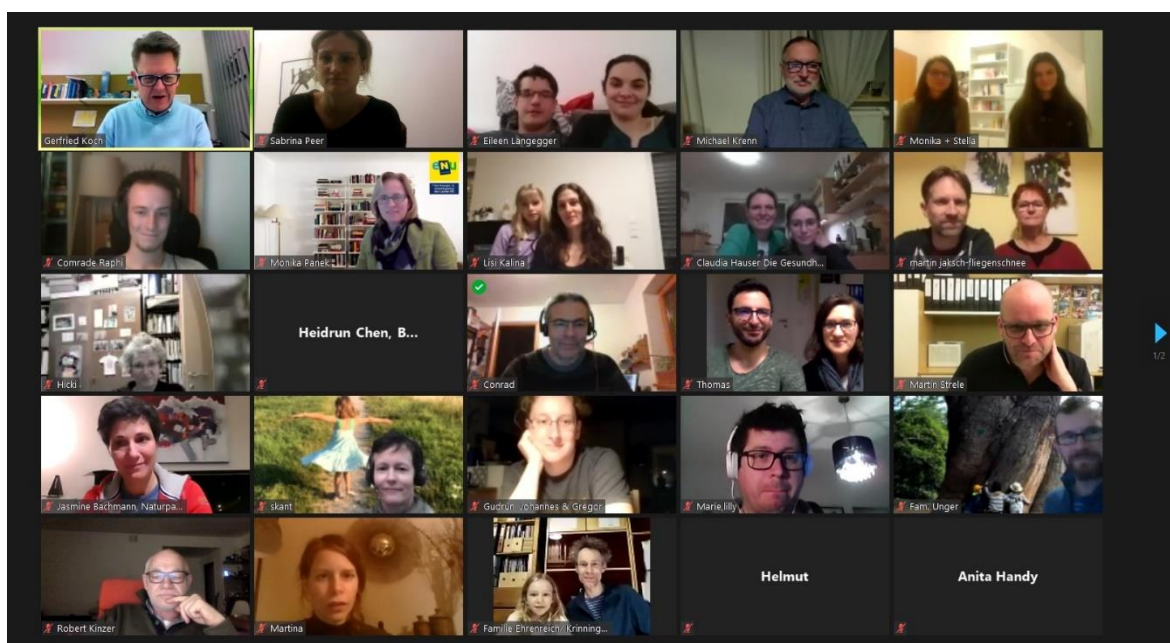 Gerfried Koch
Sabrina Peer
Eileen Längegger
Michael Krenn
Monika + Stella
Comrade Raphi
Monika Panek
eNu
Lisi Kalina
Claudia Hauser Die Gesundh...
martin jaksch-fliegenschnee
Hicki
Heidrun Chen, B...
Conrad
Thomas
Martin Strele
Jasmine Bachmann, Naturpa...
skant
Gudrun, Johannes & Gregor
Marie,lilly
Fam. Unger
Robert Kinzer
Martina
Familie Ehrenreich/ Krinning...
Helmut
Anita Handy
1/2